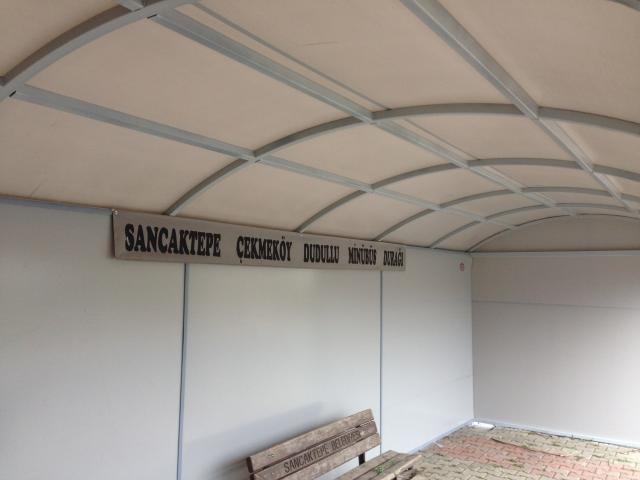 SANCAKTEPE ÇEKMEKÖY DUDULLU MİNÜBÜS DURAĞI
SANCAKTEPE BELEDİYESİ